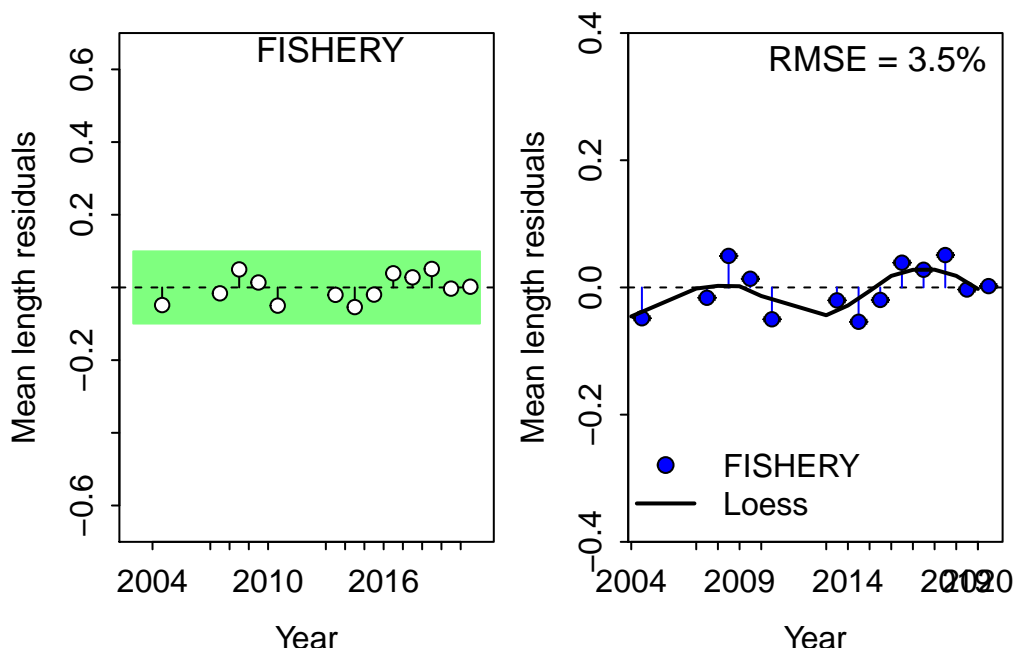 FISHERY
Mean length residuals
0.6
0.4
0.2
−0.2
−0.6
2004 2010 2016
Year
RMSE = 3.5%
Mean length residuals
0.4
0.2
0.0
−0.2
−0.4
FISHERY
Loess
2004 2009 2014 2019 2020
Year